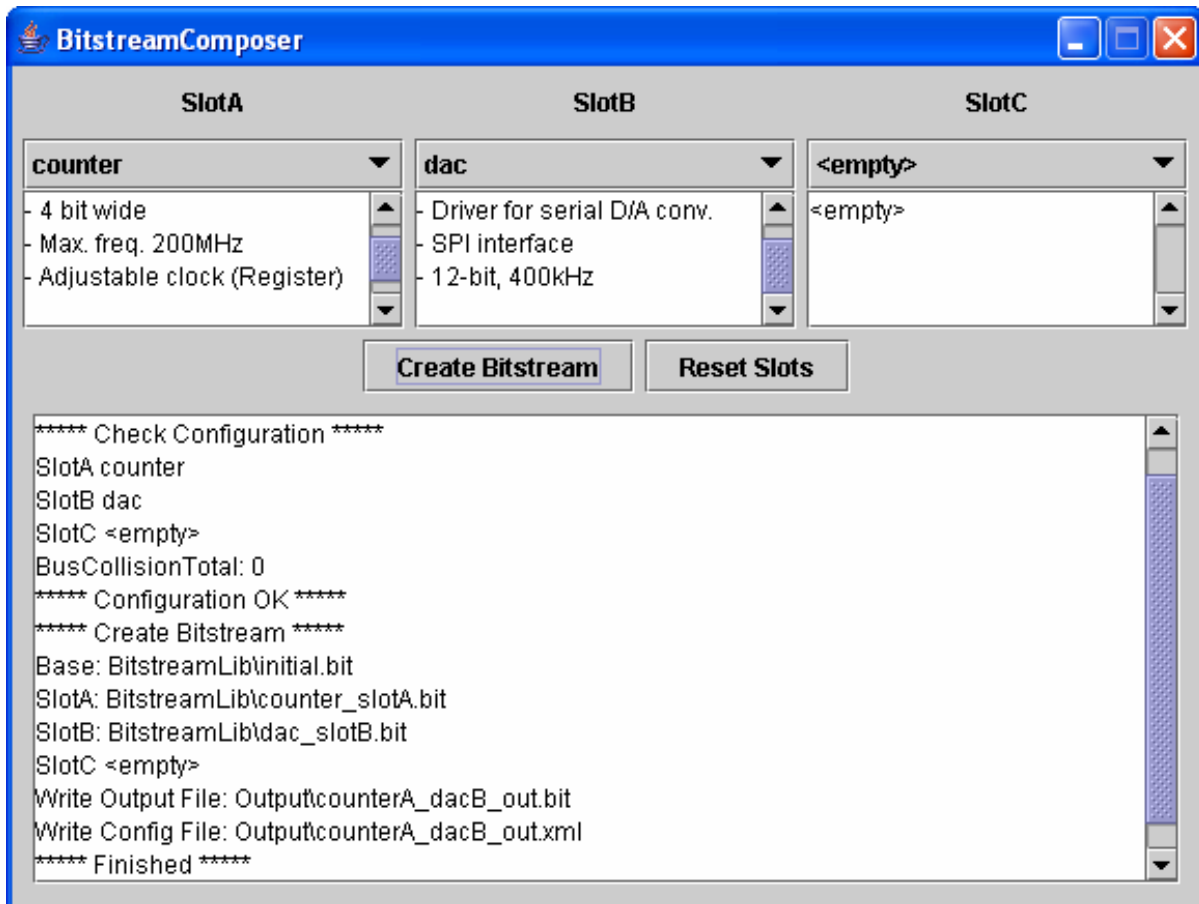 BitstreamComposer
SlotA SlotB SlotC
counter dac <empty>
- 4 bit wide
- Max. freq. 200MHz
- Adjustable clock (Register)
- Driver for serial D/A conv.
- SPI interface
- 12-bit, 400kHz
<empty>
Create Bitstream Reset Slots
***** Check Configuration *****
SlotA counter
SlotB dac
SlotC <empty>
BusCollisionTotal: 0
***** Configuration OK *****
***** Create Bitstream *****
Base: BitstreamLib\initial.bit
SlotA: BitstreamLib\counter_slotA.bit
SlotB: BitstreamLib\dac_slotB.bit
SlotC <empty>
Write Output File: Output\counterA_dacB_out.bit
Write Config File: Output\counterA_dacB_out.xml
***** Finished *****